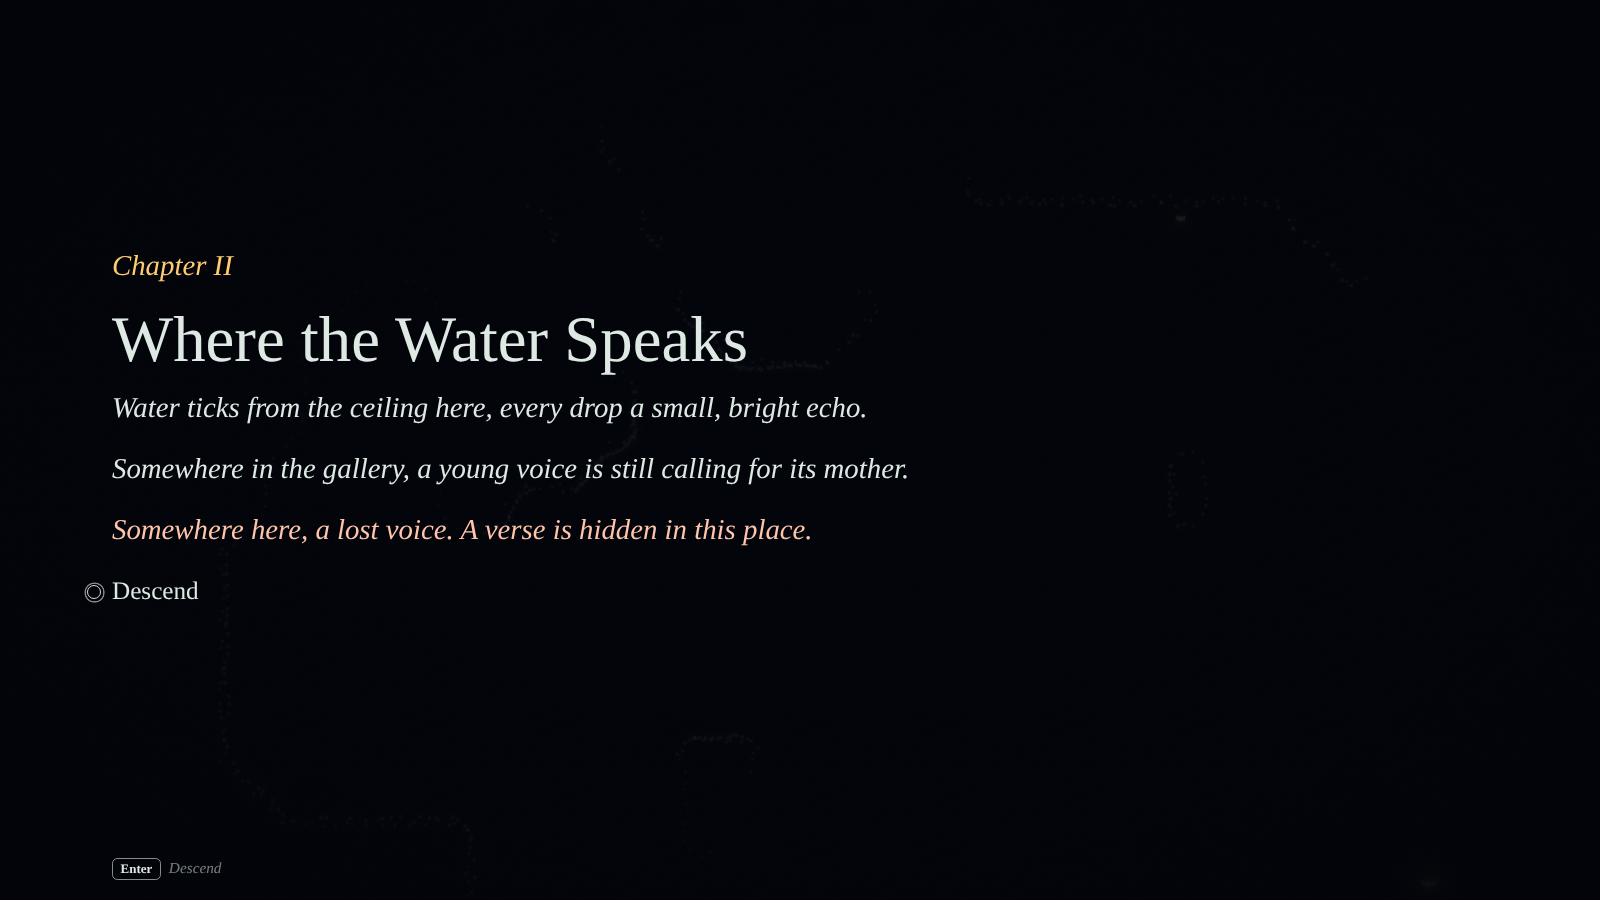 Chapter II
Where the Water Speaks
Water ticks from the ceiling here, every drop a small, bright echo.
Somewhere in the gallery, a young voice is still calling for its mother.
Somewhere here, a lost voice. A verse is hidden in this place.
Descend
Enter Descend